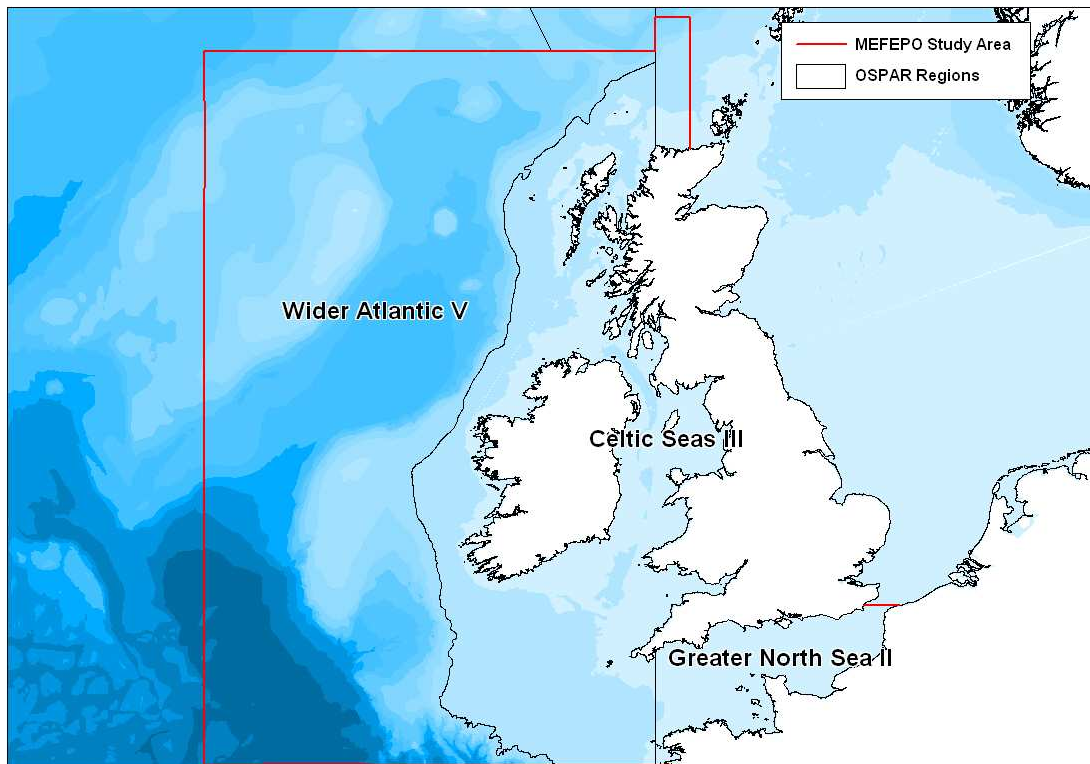 MEFEPO Study Area
OSPAR Regions
Wider Atlantic V
Celtic Seas III
Greater North Sea II